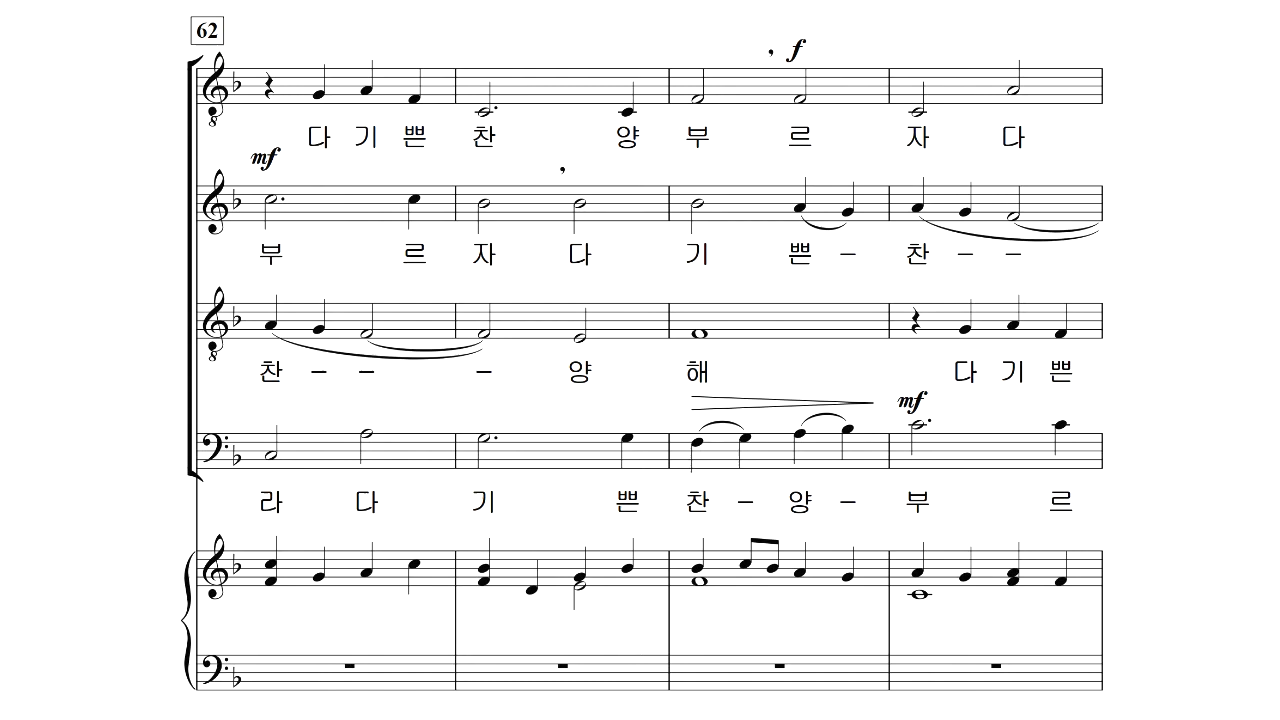 62
f
다 기 쁜 찬 양 부 르 자 다
mf
부 르 자 다 기 쁜 - 찬 - -
찬 - - - 양 해 다 기 쁜
mf
라 다 기 쁜 찬 - 양 - 부 르